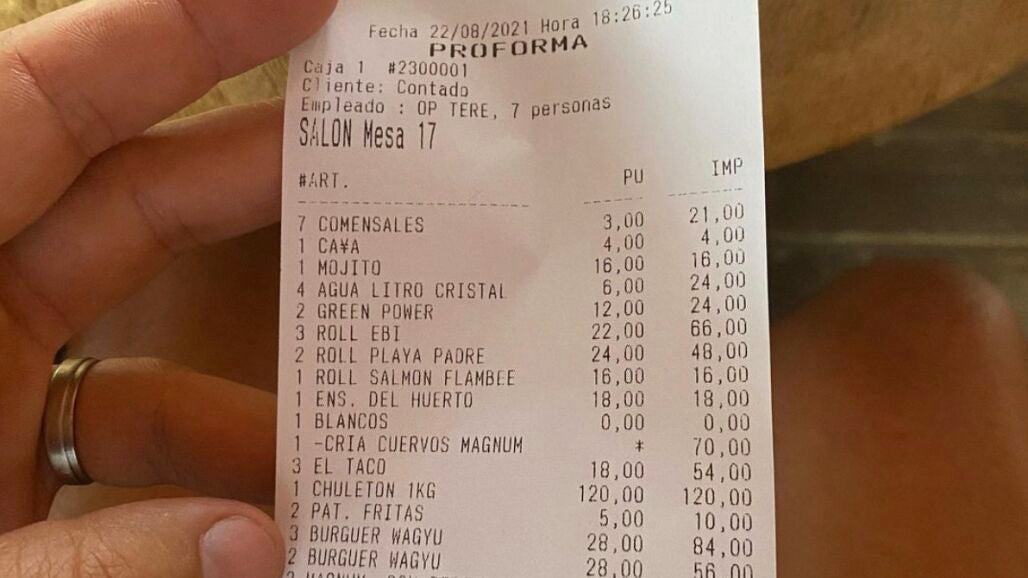 Fecha 22/08/2021 Hora 18:26:25
PROFORMA
Caja 1 #2300001
Cliente: Contado
Empleado : OP TERE, 7 personas
SALON Mesa 17
#ART. PU IMP
7 COMENSALES 3,00 21,00
1 CA¥A 4,00 4,00
1 MOJITO 16,00 16,00
4 AGUA LITRO CRISTAL 6,00 24,00
2 GREEN POWER 12,00 24,00
3 ROLL EBI 22,00 66,00
2 ROLL PLAYA PADRE 24,00 48,00
1 ROLL SALMON FLAMBEE 16,00 16,00
1 ENS. DEL HUERTO 18,00 18,00
1 BLANCOS 0,00 0,00
1 -CRIA CUERVOS MAGNUM * 70,00
3 EL TACO 18,00 54,00
1 CHULETON 1KG 120,00 120,00
2 PAT. FRITAS 5,00 10,00
3 BURGUER WAGYU 28,00 84,00
2 BURGUER WAGYU 28,00 56,00